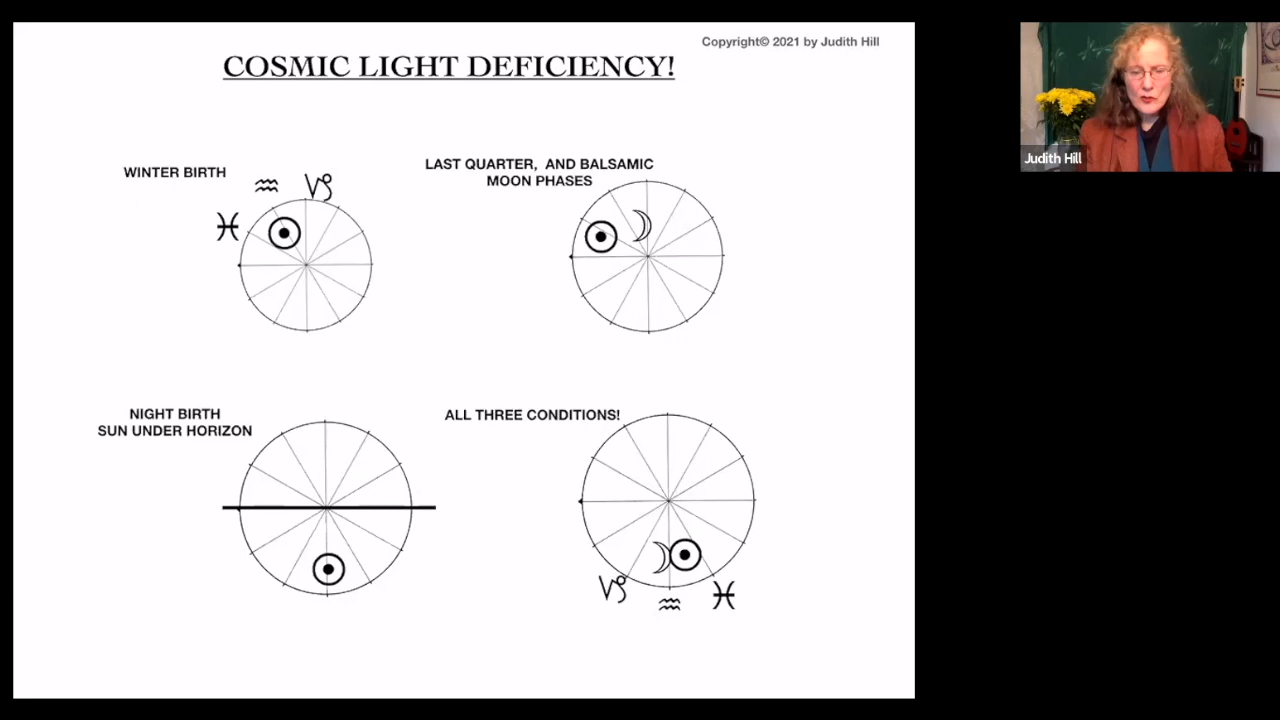 Copyright© 2021 by Judith Hill
COSMIC LIGHT DEFICIENCY!
WINTER BIRTH
♒ ♑
♓
LAST QUARTER, AND BALSAMIC
MOON PHASES
Judith Hill
NIGHT BIRTH
SUN UNDER HORIZON
ALL THREE CONDITIONS!
♑ ♒ ♓